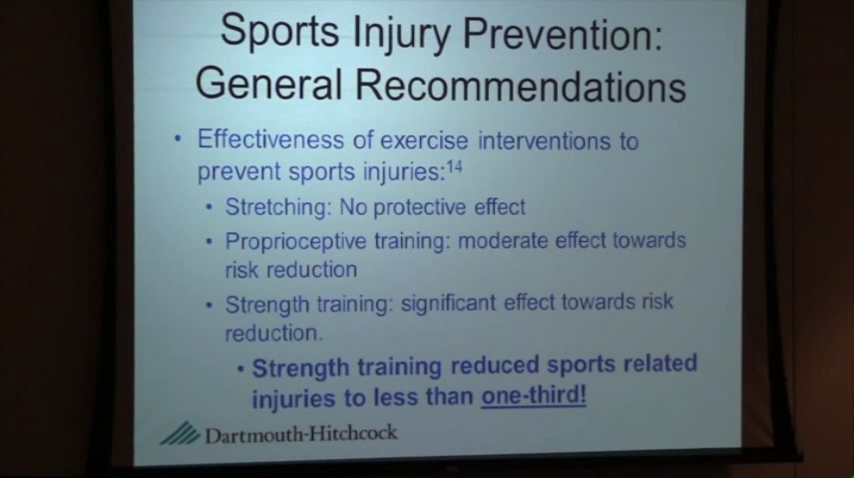 Sports Injury Prevention:
General Recommendations
• Effectiveness of exercise interventions to
prevent sports injuries:¹⁴
• Stretching: No protective effect
• Proprioceptive training: moderate effect towards
risk reduction
• Strength training: significant effect towards risk
reduction.
• Strength training reduced sports related
injuries to less than one-third!
Dartmouth-Hitchcock